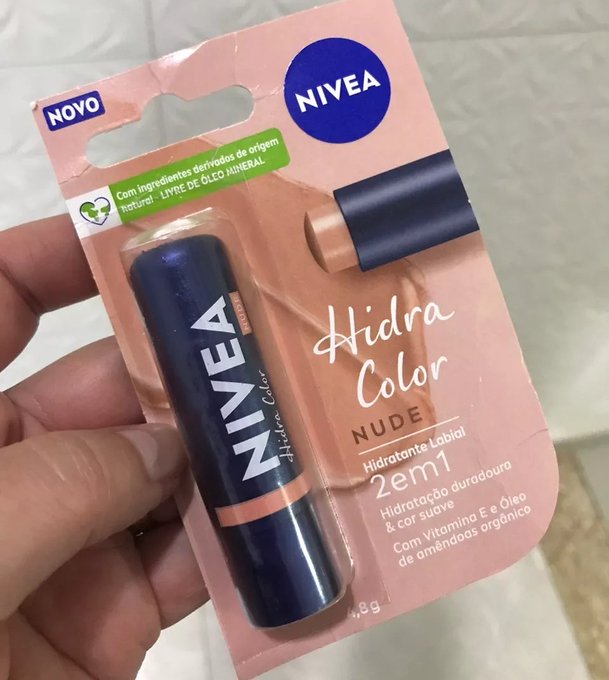 NOVO
NIVEA
Com ingredientes derivados de origem
natural - LIVRE DE ÓLEO MINERAL
NIVEA
NUDE
Hidra Color
Hidra
Color
NUDE
Hidratante Labial
2em1
Hidratação duradoura
& cor suave
Com Vitamina E e Óleo
de amêndoas orgânico
4,8g